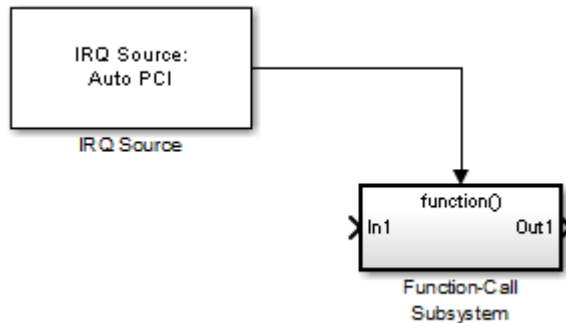 IRQ Source:
Auto PCI
IRQ Source
function()
In1
Out1
Function-Call
Subsystem